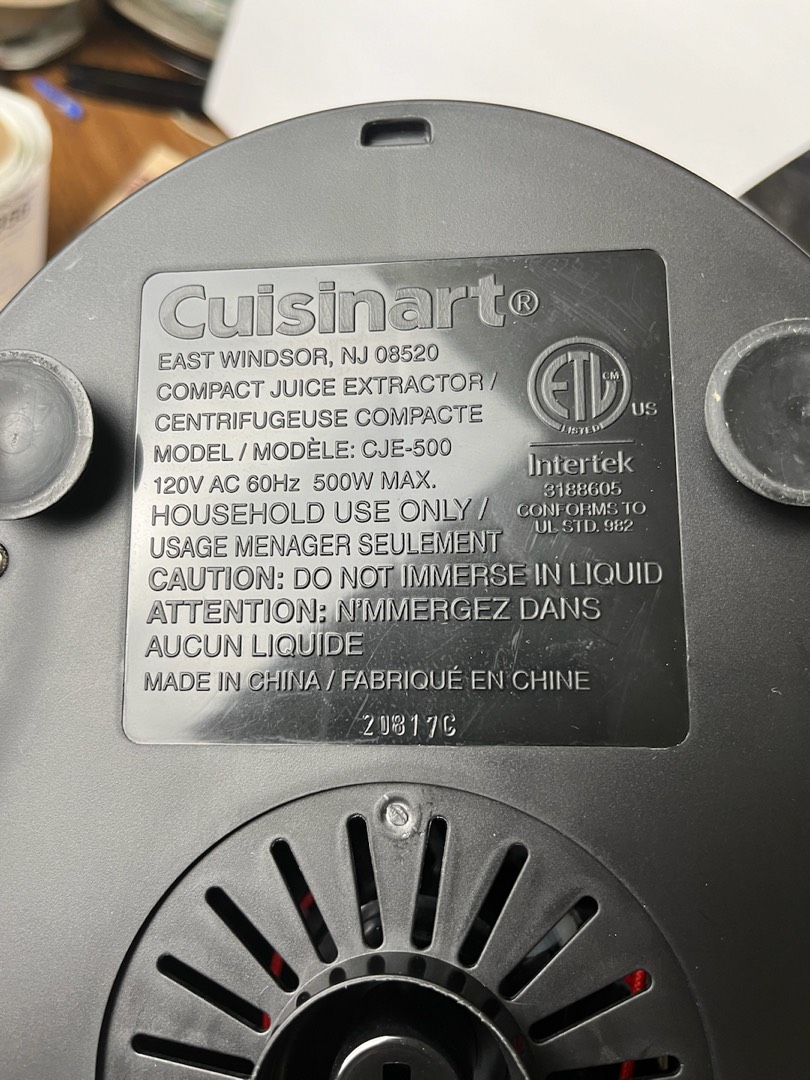 Cuisinart®
EAST WINDSOR, NJ 08520
COMPACT JUICE EXTRACTOR /
CENTRIFUGEUSE COMPACTE
MODEL / MODÈLE: CJE-500
120V AC 60Hz 500W MAX.
HOUSEHOLD USE ONLY /
USAGE MENAGER SEULEMENT
CAUTION: DO NOT IMMERSE IN LIQUID
ATTENTION: N'MMERGEZ DANS
AUCUN LIQUIDE
MADE IN CHINA / FABRIQUÉ EN CHINE
20817C
ETL CM
LISTED
US
Intertek
3188605
CONFORMS TO
UL STD. 982